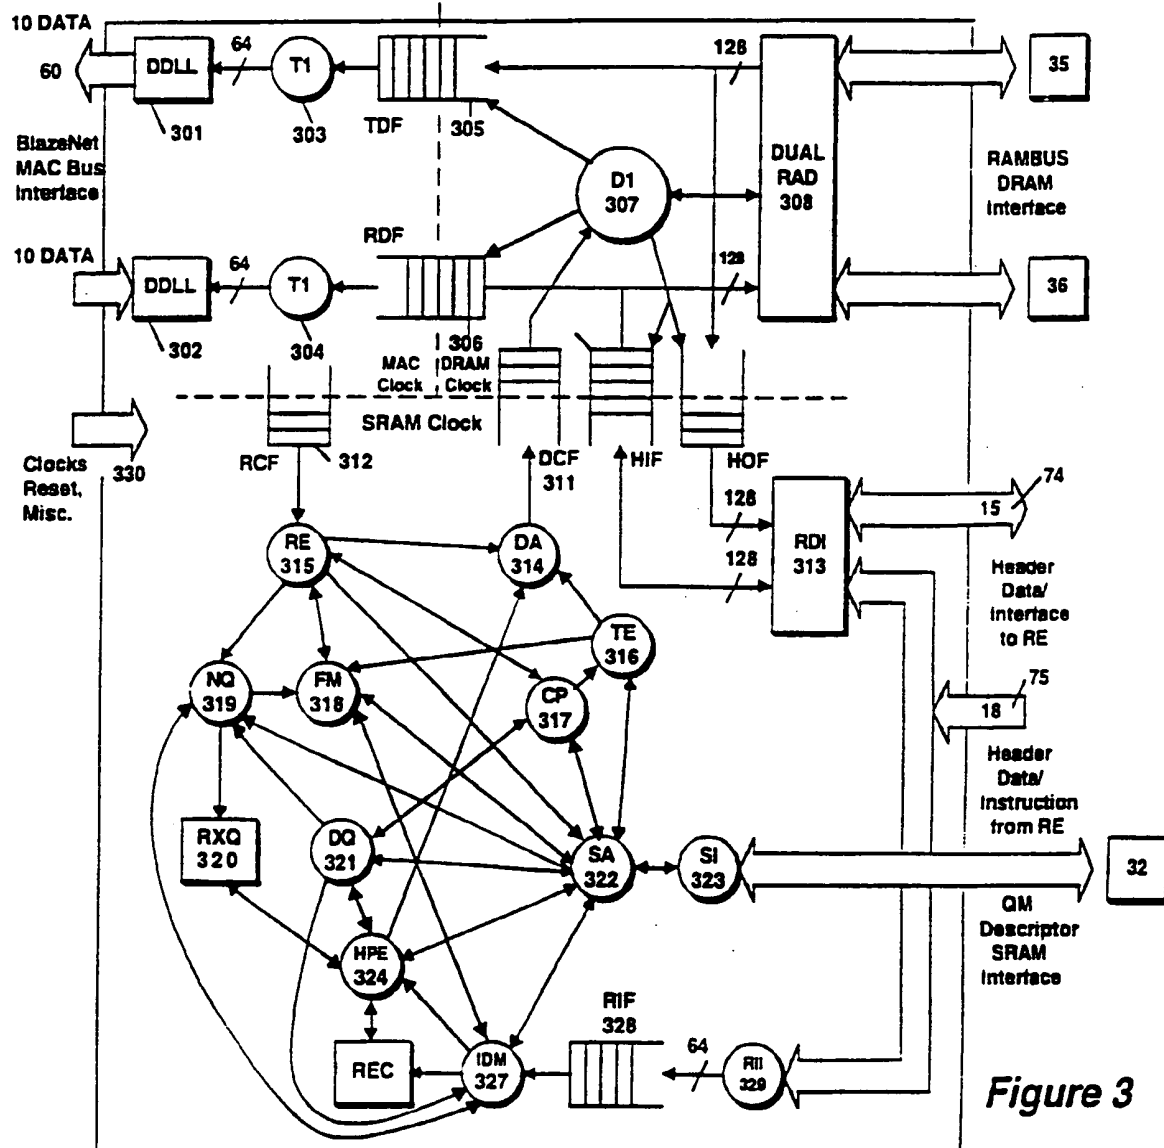 10 DATA
60
DDLL
301
64
T1
303
TDF
305
128
DUAL
RAD
308
35
BlazeNet
MAC Bus
Interface
D1
307
RAMBUS
DRAM
Interface
10 DATA
DDLL
302
64
T1
304
RDF
306
128
36
MAC
Clock
DRAM
Clock
SRAM Clock
Clocks
Reset,
Misc.
330
RCF
312
DCF
311
HIF
HOF
128
128
RDI
313
15
74
Header
Data/
Interface
to RE
RE
315
DA
314
TE
316
NQ
319
FM
318
CP
317
18
75
Header
Data/
Instruction
from RE
RXQ
320
DQ
321
SA
322
SI
323
32
QM
Descriptor
SRAM
Interface
HPE
324
REC
IDM
327
RIF
328
64
RII
329
Figure 3